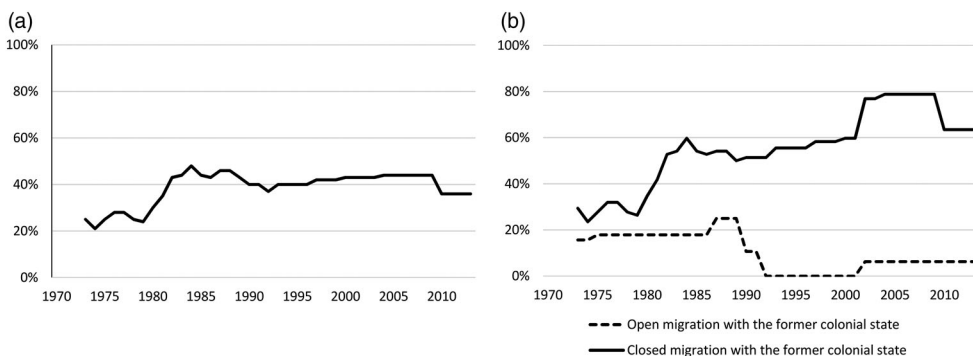 (a)
100%
80%
60%
40%
20%
0%
1970 1975 1980 1985 1990 1995 2000 2005 2010
(b)
100%
80%
60%
40%
20%
0%
1970 1975 1980 1985 1990 1995 2000 2005 2010
Open migration with the former colonial state
Closed migration with the former colonial state